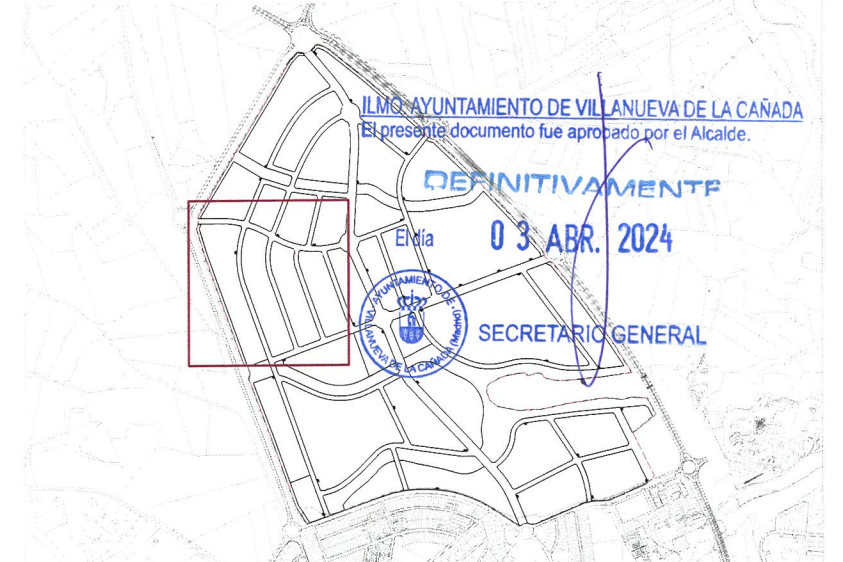 ILMO. AYUNTAMIENTO DE VILLANUEVA DE LA CAÑADA
El presente documento fue aprobado por el Alcalde.
DEFINITIVAMENTE
El día 03 ABR. 2024
AYUNTAMIENTO DE
VILLANUEVA DE LA CAÑADA (Madrid)
SECRETARIO GENERAL